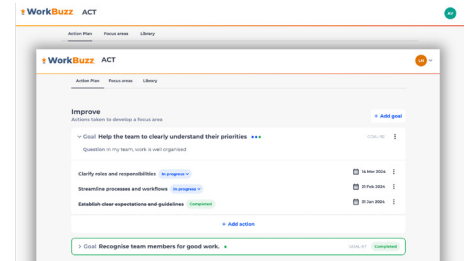 WorkBuzz ACT
AV
Action Plan Focus areas Library
WorkBuzz ACT
LM
Action Plan Focus areas Library
Improve
Actions taken to develop a focus area
+ Add goal
Goal Help the team to clearly understand their priorities
Question In my team, work is well organised
Clarify roles and responsibilities In progress 14 Mar 2024
Streamline processes and workflows In progress 21 Feb 2024
Establish clear expectations and guidelines Completed 31 Jan 2024
+ Add action
Goal Recognise team members for good work. Completed